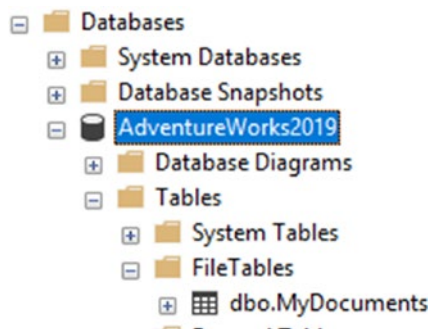 Databases
System Databases
Database Snapshots
AdventureWorks2019
Database Diagrams
Tables
System Tables
FileTables
dbo.MyDocuments